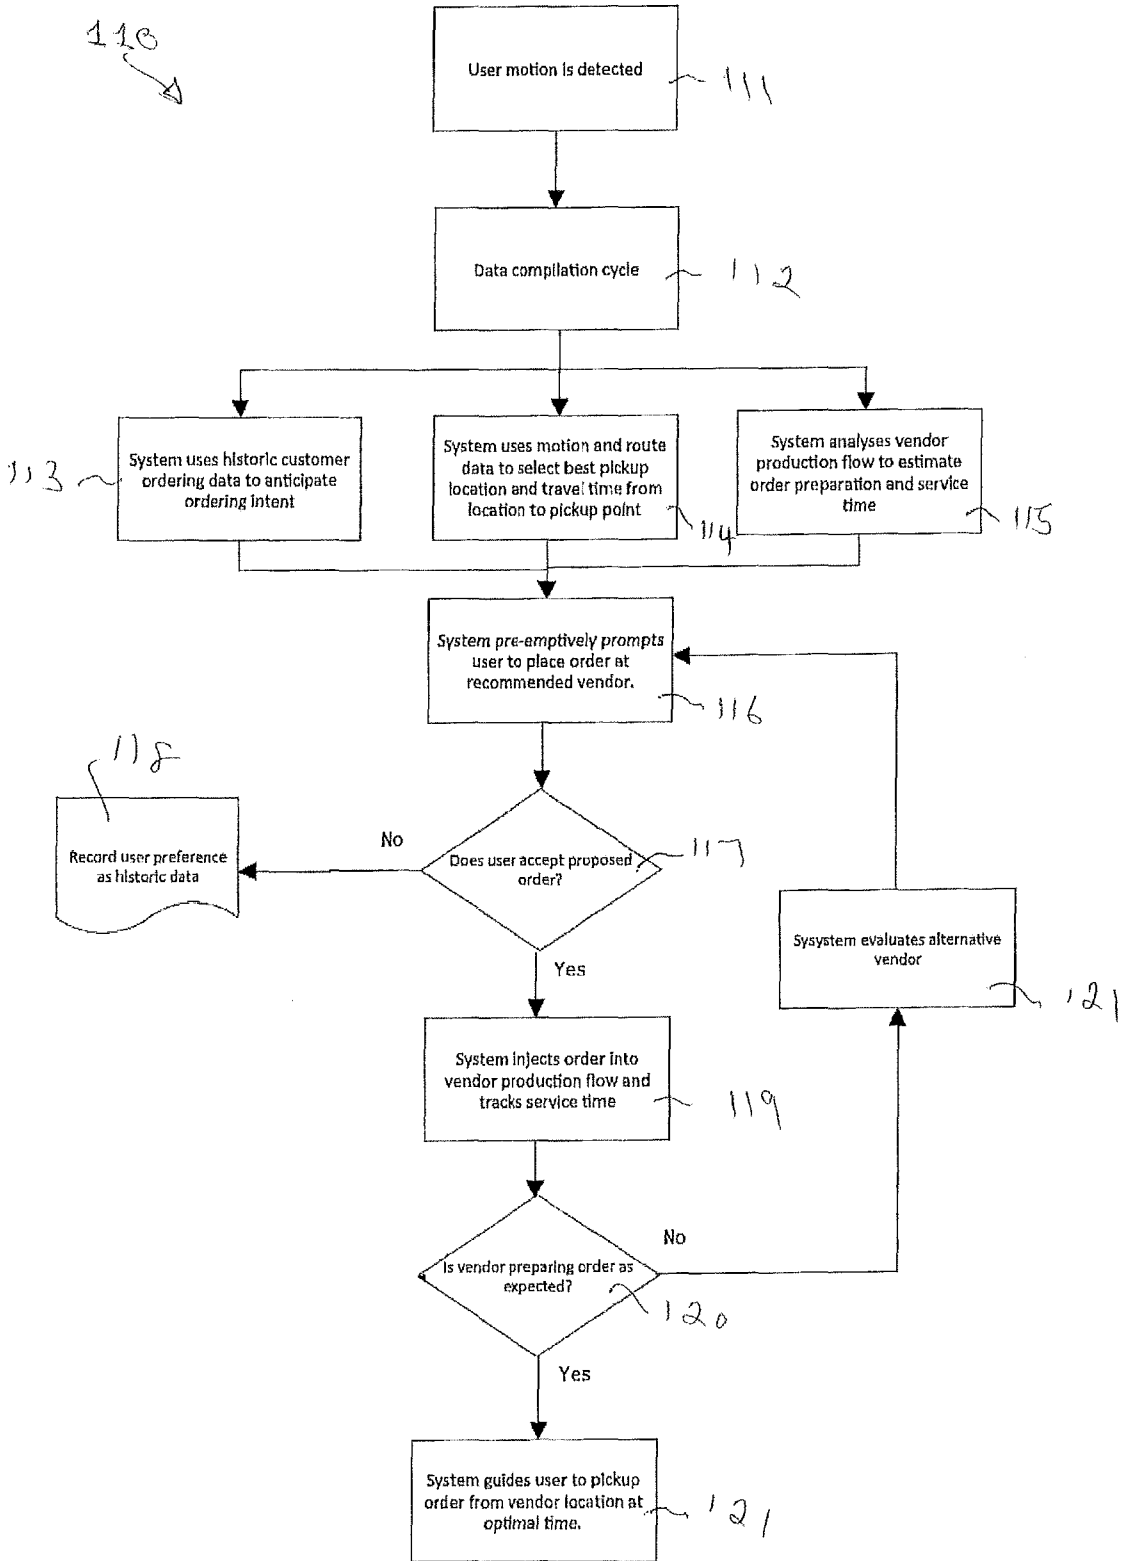 110
User motion is detected
111
Data compilation cycle
112
113
System uses historic customer
ordering data to anticipate
ordering intent
System uses motion and route
data to select best pickup
location and travel time from
location to pickup point
114
System analyses vendor
production flow to estimate
order preparation and service
time
115
System pre-emptively prompts
user to place order at
recommended vendor.
116
118
Record user preference
as historic data
No
Does user accept proposed
order?
117
Yes
Sysystem evaluates alternative
vendor
121
System injects order into
vendor production flow and
tracks service time
119
No
Is vendor preparing order as
expected?
120
Yes
System guides user to pickup
order from vendor location at
optimal time.
121